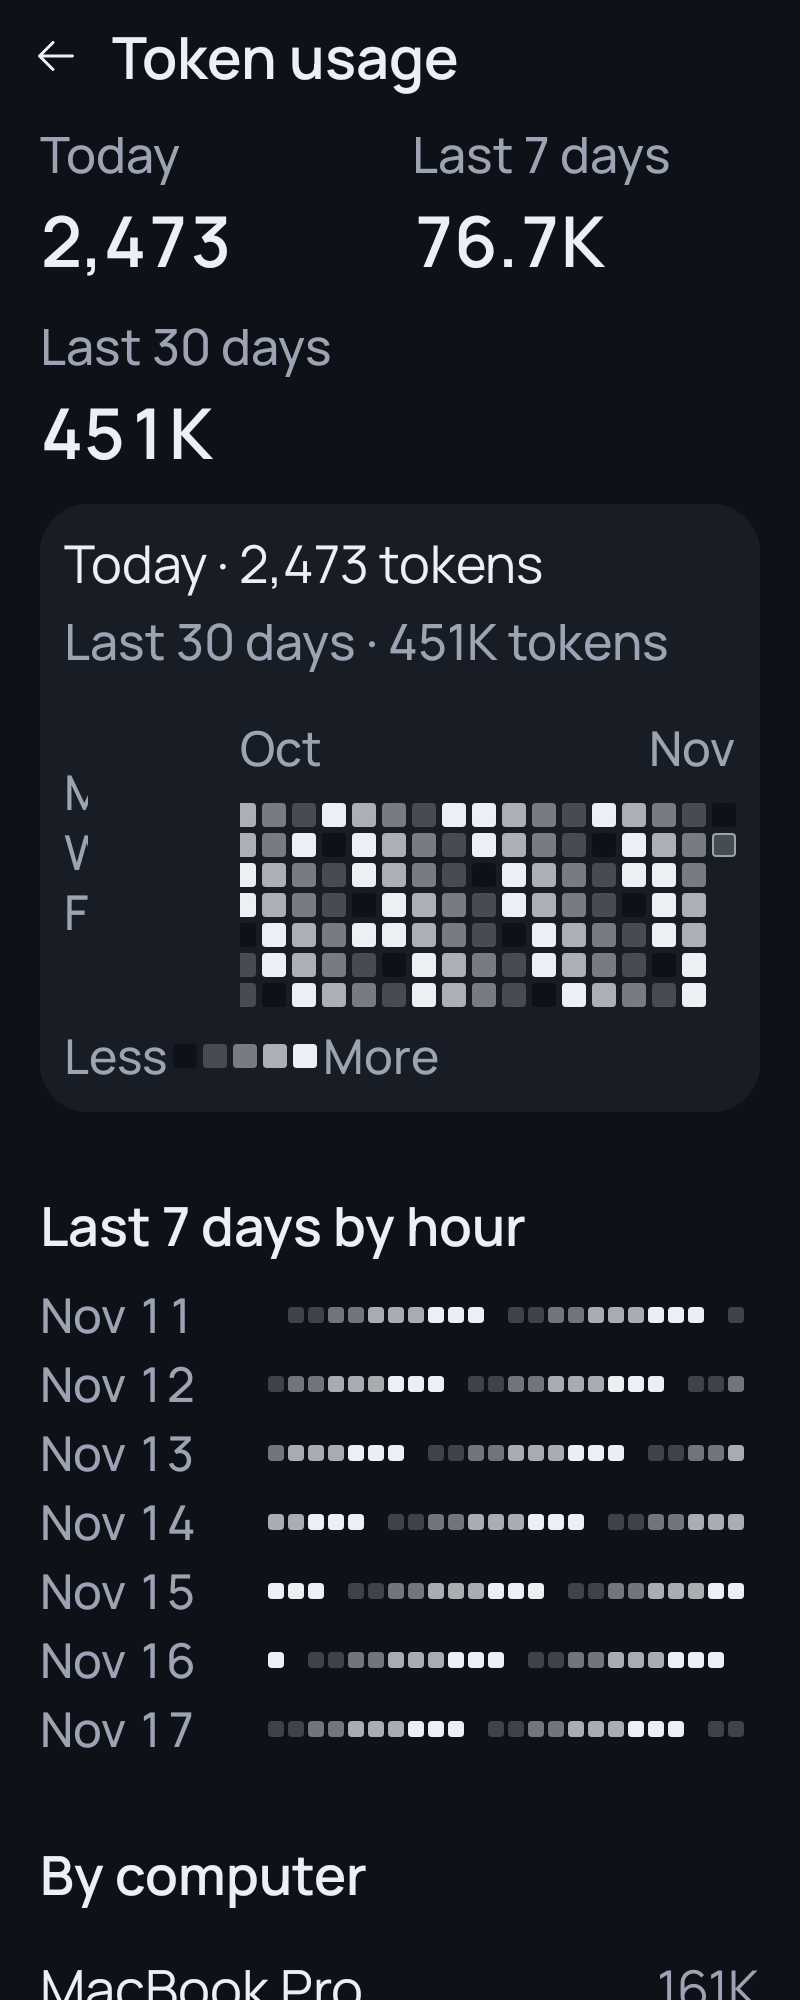 Token usage
Today
Last 7 days
2,473
76.7K
Last 30 days
451K
Today · 2,473 tokens
Last 30 days · 451K tokens
Oct
Nov
M
W
F
Less
More
Last 7 days by hour
Nov 11
Nov 12
Nov 13
Nov 14
Nov 15
Nov 16
Nov 17
By computer
MacBook Pro
161K